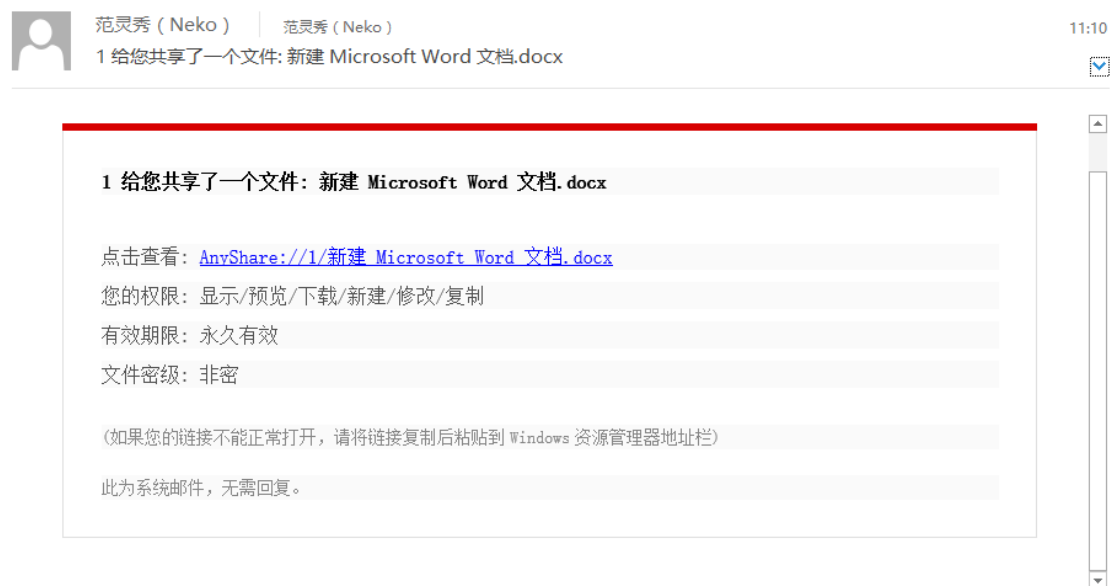 范灵秀 ( Neko ) 范灵秀 ( Neko ) 11:10
1 给您共享了一个文件: 新建 Microsoft Word 文档.docx
1 给您共享了一个文件: 新建 Microsoft Word 文档.docx
点击查看: AnyShare://1/新建 Microsoft Word 文档.docx
您的权限: 显示/预览/下载/新建/修改/复制
有效期限: 永久有效
文件密级: 非密
(如果您的链接不能正常打开，请将链接复制后粘贴到 Windows 资源管理器地址栏)
此为系统邮件，无需回复。